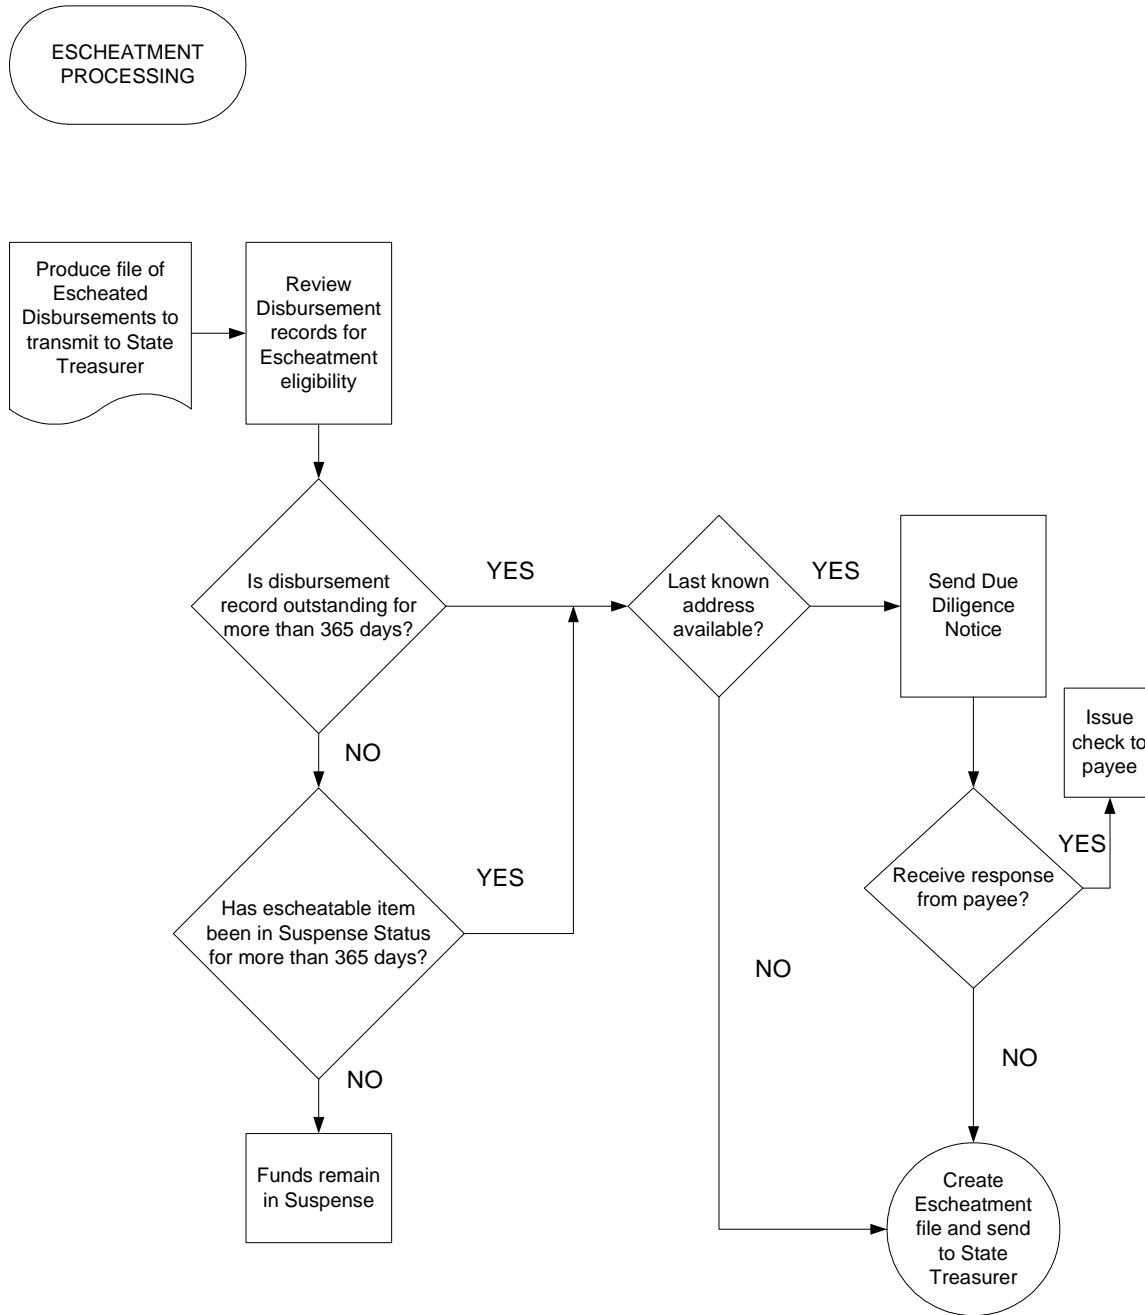 ESCHEATMENT
PROCESSING
Produce file of
Escheated
Disbursements to
transmit to State
Treasurer
Review
Disbursement
records for
Escheatment
eligibility
Is disbursement
record outstanding for
more than 365 days?
YES
Last known
address
available?
YES
Send Due
Diligence
Notice
NO
Issue
check to
payee
YES
Receive response
from payee?
Has escheatable item
been in Suspense Status
for more than 365 days?
YES
NO
NO
NO
Funds remain
in Suspense
Create
Escheatment
file and send
to State
Treasurer